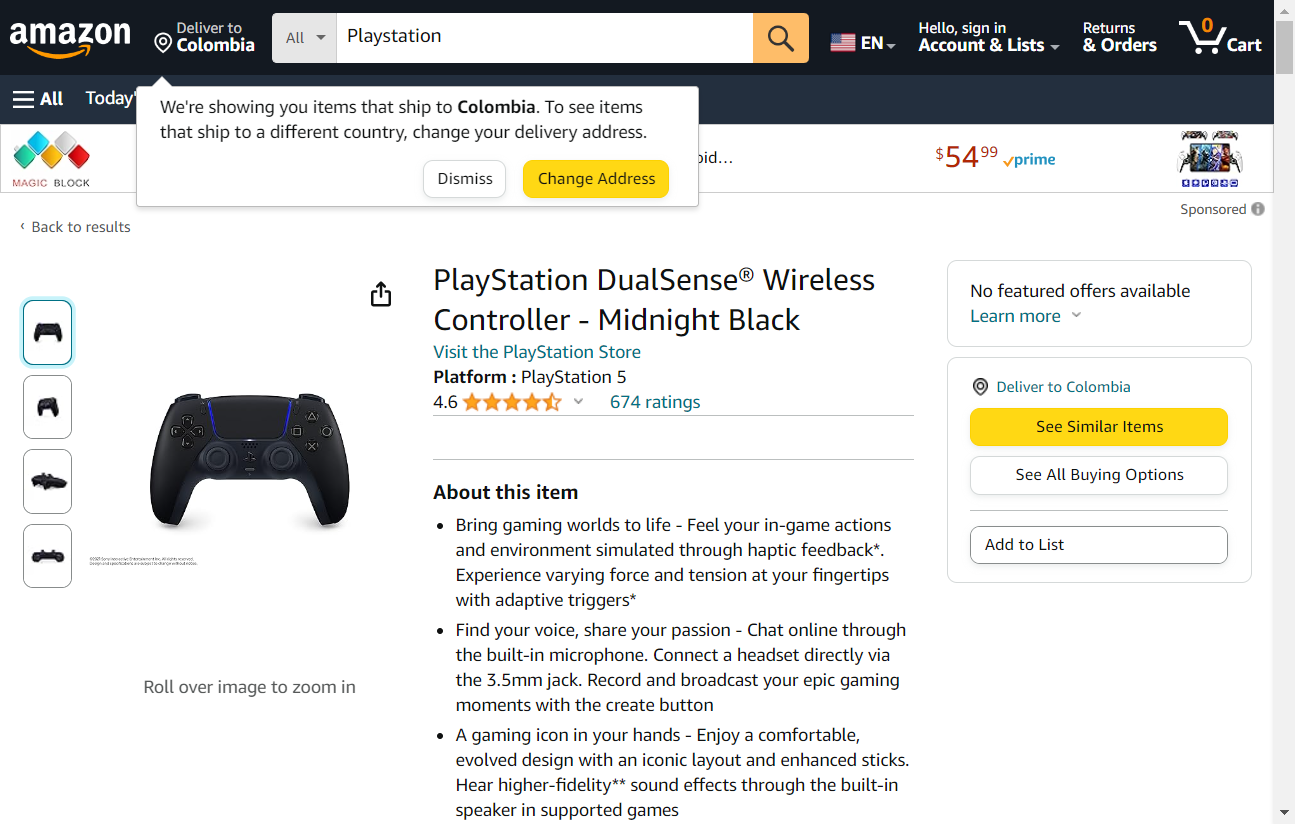 amazon
Deliver to
Colombia
All
Playstation
EN
Hello, sign in
Account & Lists
Returns
& Orders
0
Cart
All
Today'
We're showing you items that ship to Colombia. To see items
that ship to a different country, change your delivery address.
Dismiss
Change Address
MAGIC BLOCK
oid…
$54 99
prime
Sponsored
‹ Back to results
PlayStation DualSense® Wireless
Controller - Midnight Black
Visit the PlayStation Store
Platform : PlayStation 5
4.6
674 ratings
About this item
• Bring gaming worlds to life - Feel your in-game actions
and environment simulated through haptic feedback*.
Experience varying force and tension at your fingertips
with adaptive triggers*
• Find your voice, share your passion - Chat online through
the built-in microphone. Connect a headset directly via
the 3.5mm jack. Record and broadcast your epic gaming
moments with the create button
• A gaming icon in your hands - Enjoy a comfortable,
evolved design with an iconic layout and enhanced sticks.
Hear higher-fidelity** sound effects through the built-in
speaker in supported games
Roll over image to zoom in
No featured offers available
Learn more
Deliver to Colombia
See Similar Items
See All Buying Options
Add to List